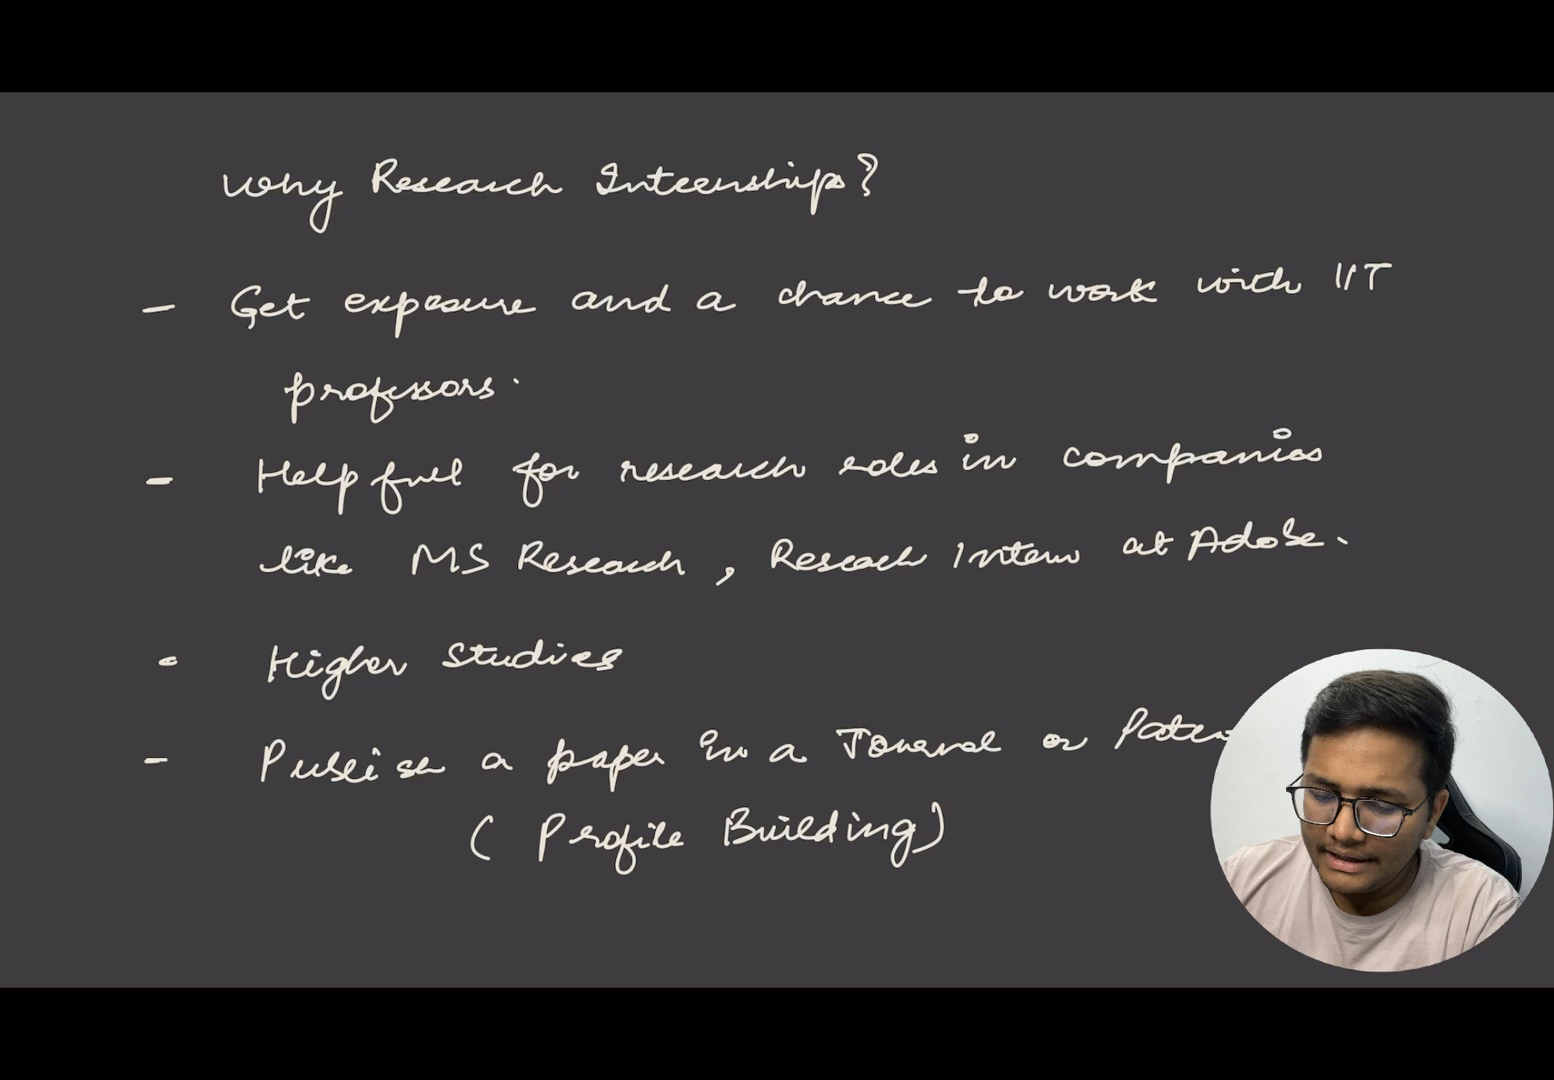 Why Research Internships?
- Get exposure and a chance to work with IIT
professors.
- Helpfull for research roles in companies
like MS Research, Research Intern at Adobe.
- Higher Studies
- Publish a paper in a Journal or
( Profile Building)